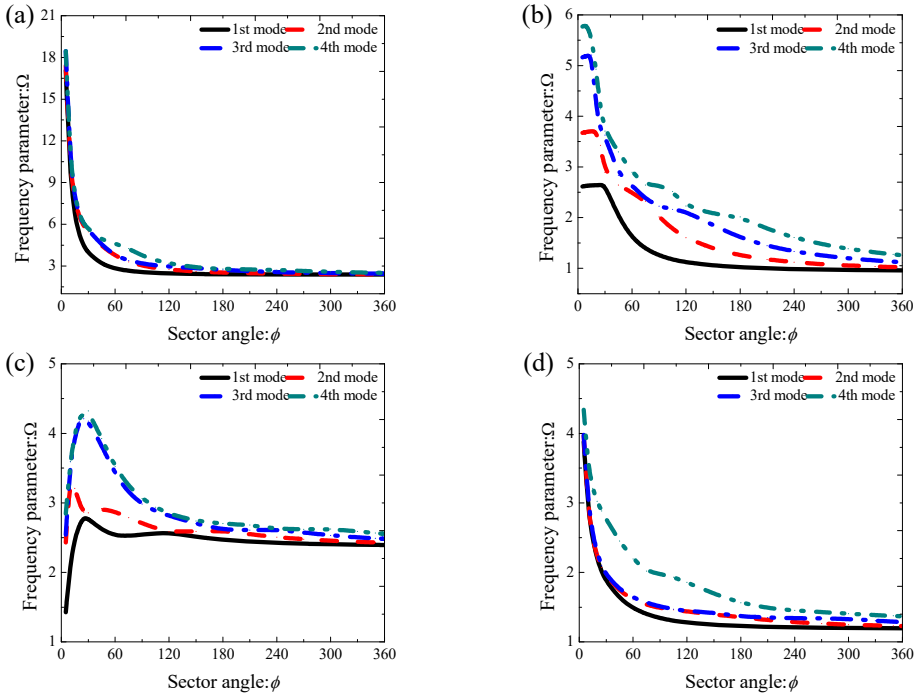 (a)
1st mode 2nd mode
3rd mode 4th mode
21
18
15
12
9
6
3
Frequency parameter:Ω
0 60 120 180 240 300 360
Sector angle:ϕ
(b)
1st mode 2nd mode
3rd mode 4th mode
6
5
4
3
2
1
Frequency parameter:Ω
0 60 120 180 240 300 360
Sector angle:ϕ
(c)
1st mode 2nd mode
3rd mode 4th mode
5
4
3
2
1
Frequency parameter:Ω
0 60 120 180 240 300 360
Sector angle:ϕ
(d)
1st mode 2nd mode
3rd mode 4th mode
5
4
3
2
1
Frequency parameter:Ω
0 60 120 180 240 300 360
Sector angle:ϕ